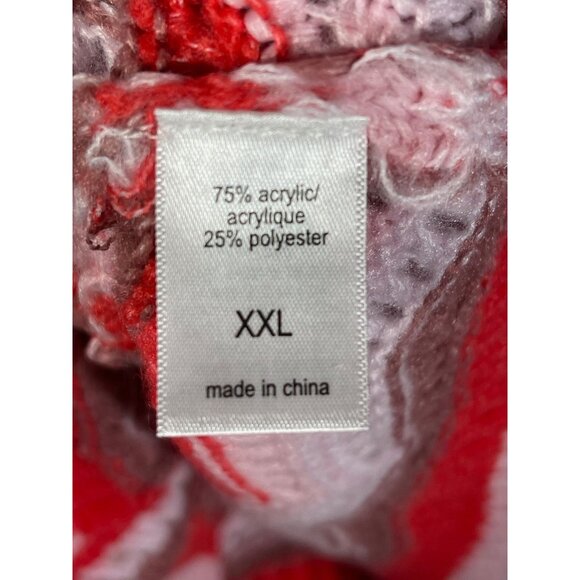 75% acrylic/
acrylique
25% polyester
XXL
made in china